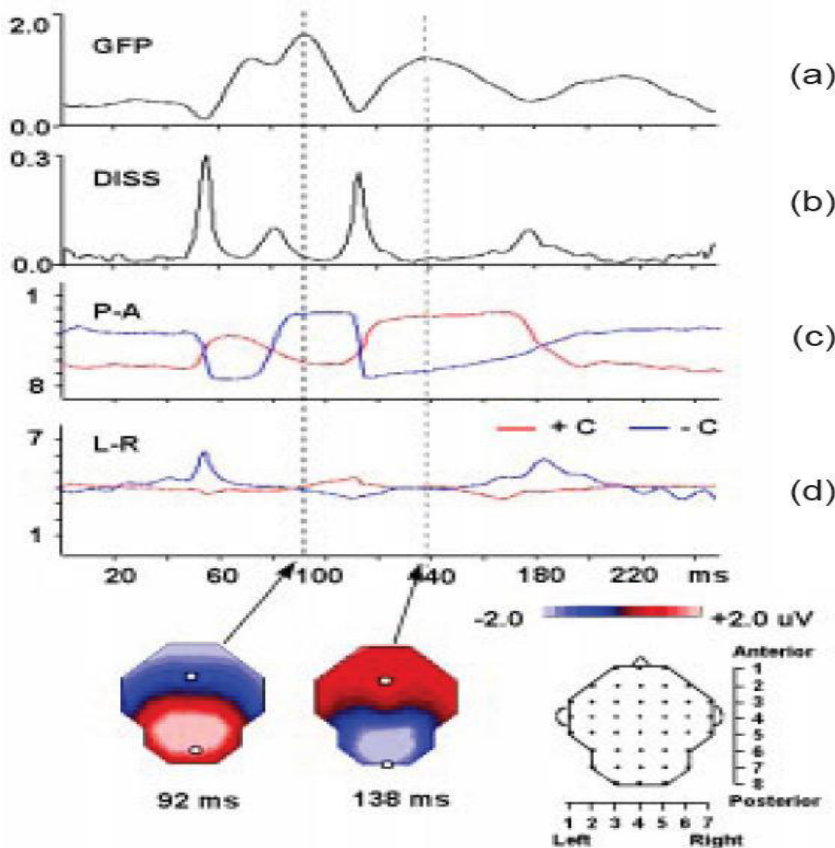 2.0
GFP
(a)
0.0
0.3
DISS
(b)
0.0
1
P-A
(c)
8
7
+ C - C
L-R
(d)
1
20 60 100 140 180 220 ms
-2.0 +2.0 uV
Anterior
1
2
3
4
5
6
7
8
Posterior
92 ms 138 ms
1 2 3 4 5 6 7
Left Right